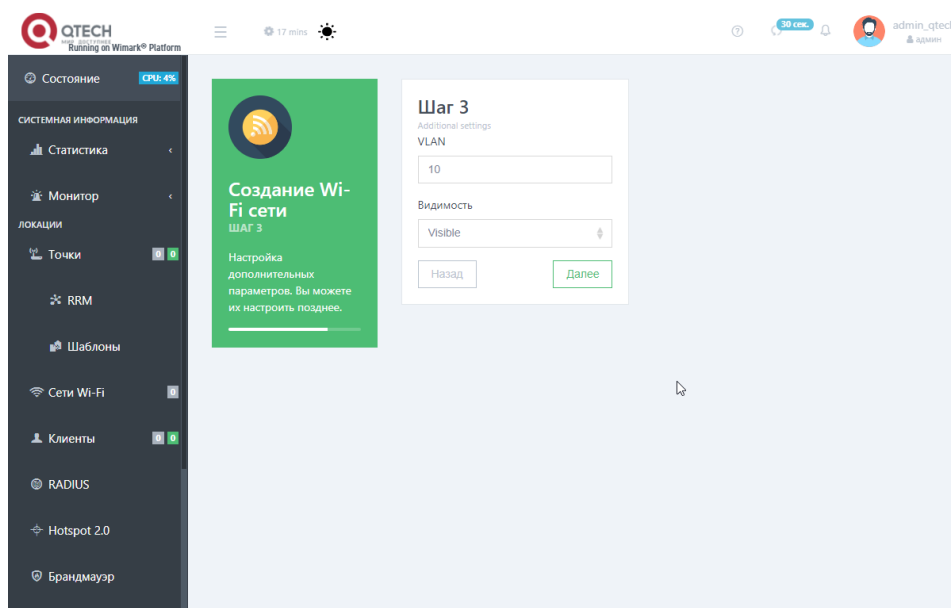 QTECH
МИР ДОСТУПНЕЕ
Running on Wimark® Platform
17 mins
30 сек.
admin_qtech
админ
Состояние CPU: 4%
СИСТЕМНАЯ ИНФОРМАЦИЯ
Статистика
Монитор
ЛОКАЦИИ
Точки 0 0
RRM
Шаблоны
Сети Wi-Fi 0
Клиенты 0 0
RADIUS
Hotspot 2.0
Брандмауэр
Создание Wi-
Fi сети
ШАГ 3
Настройка
дополнительных
параметров. Вы можете
их настроить позднее.
Шаг 3
Additional settings
VLAN
10
Видимость
Visible
Назад
Далее